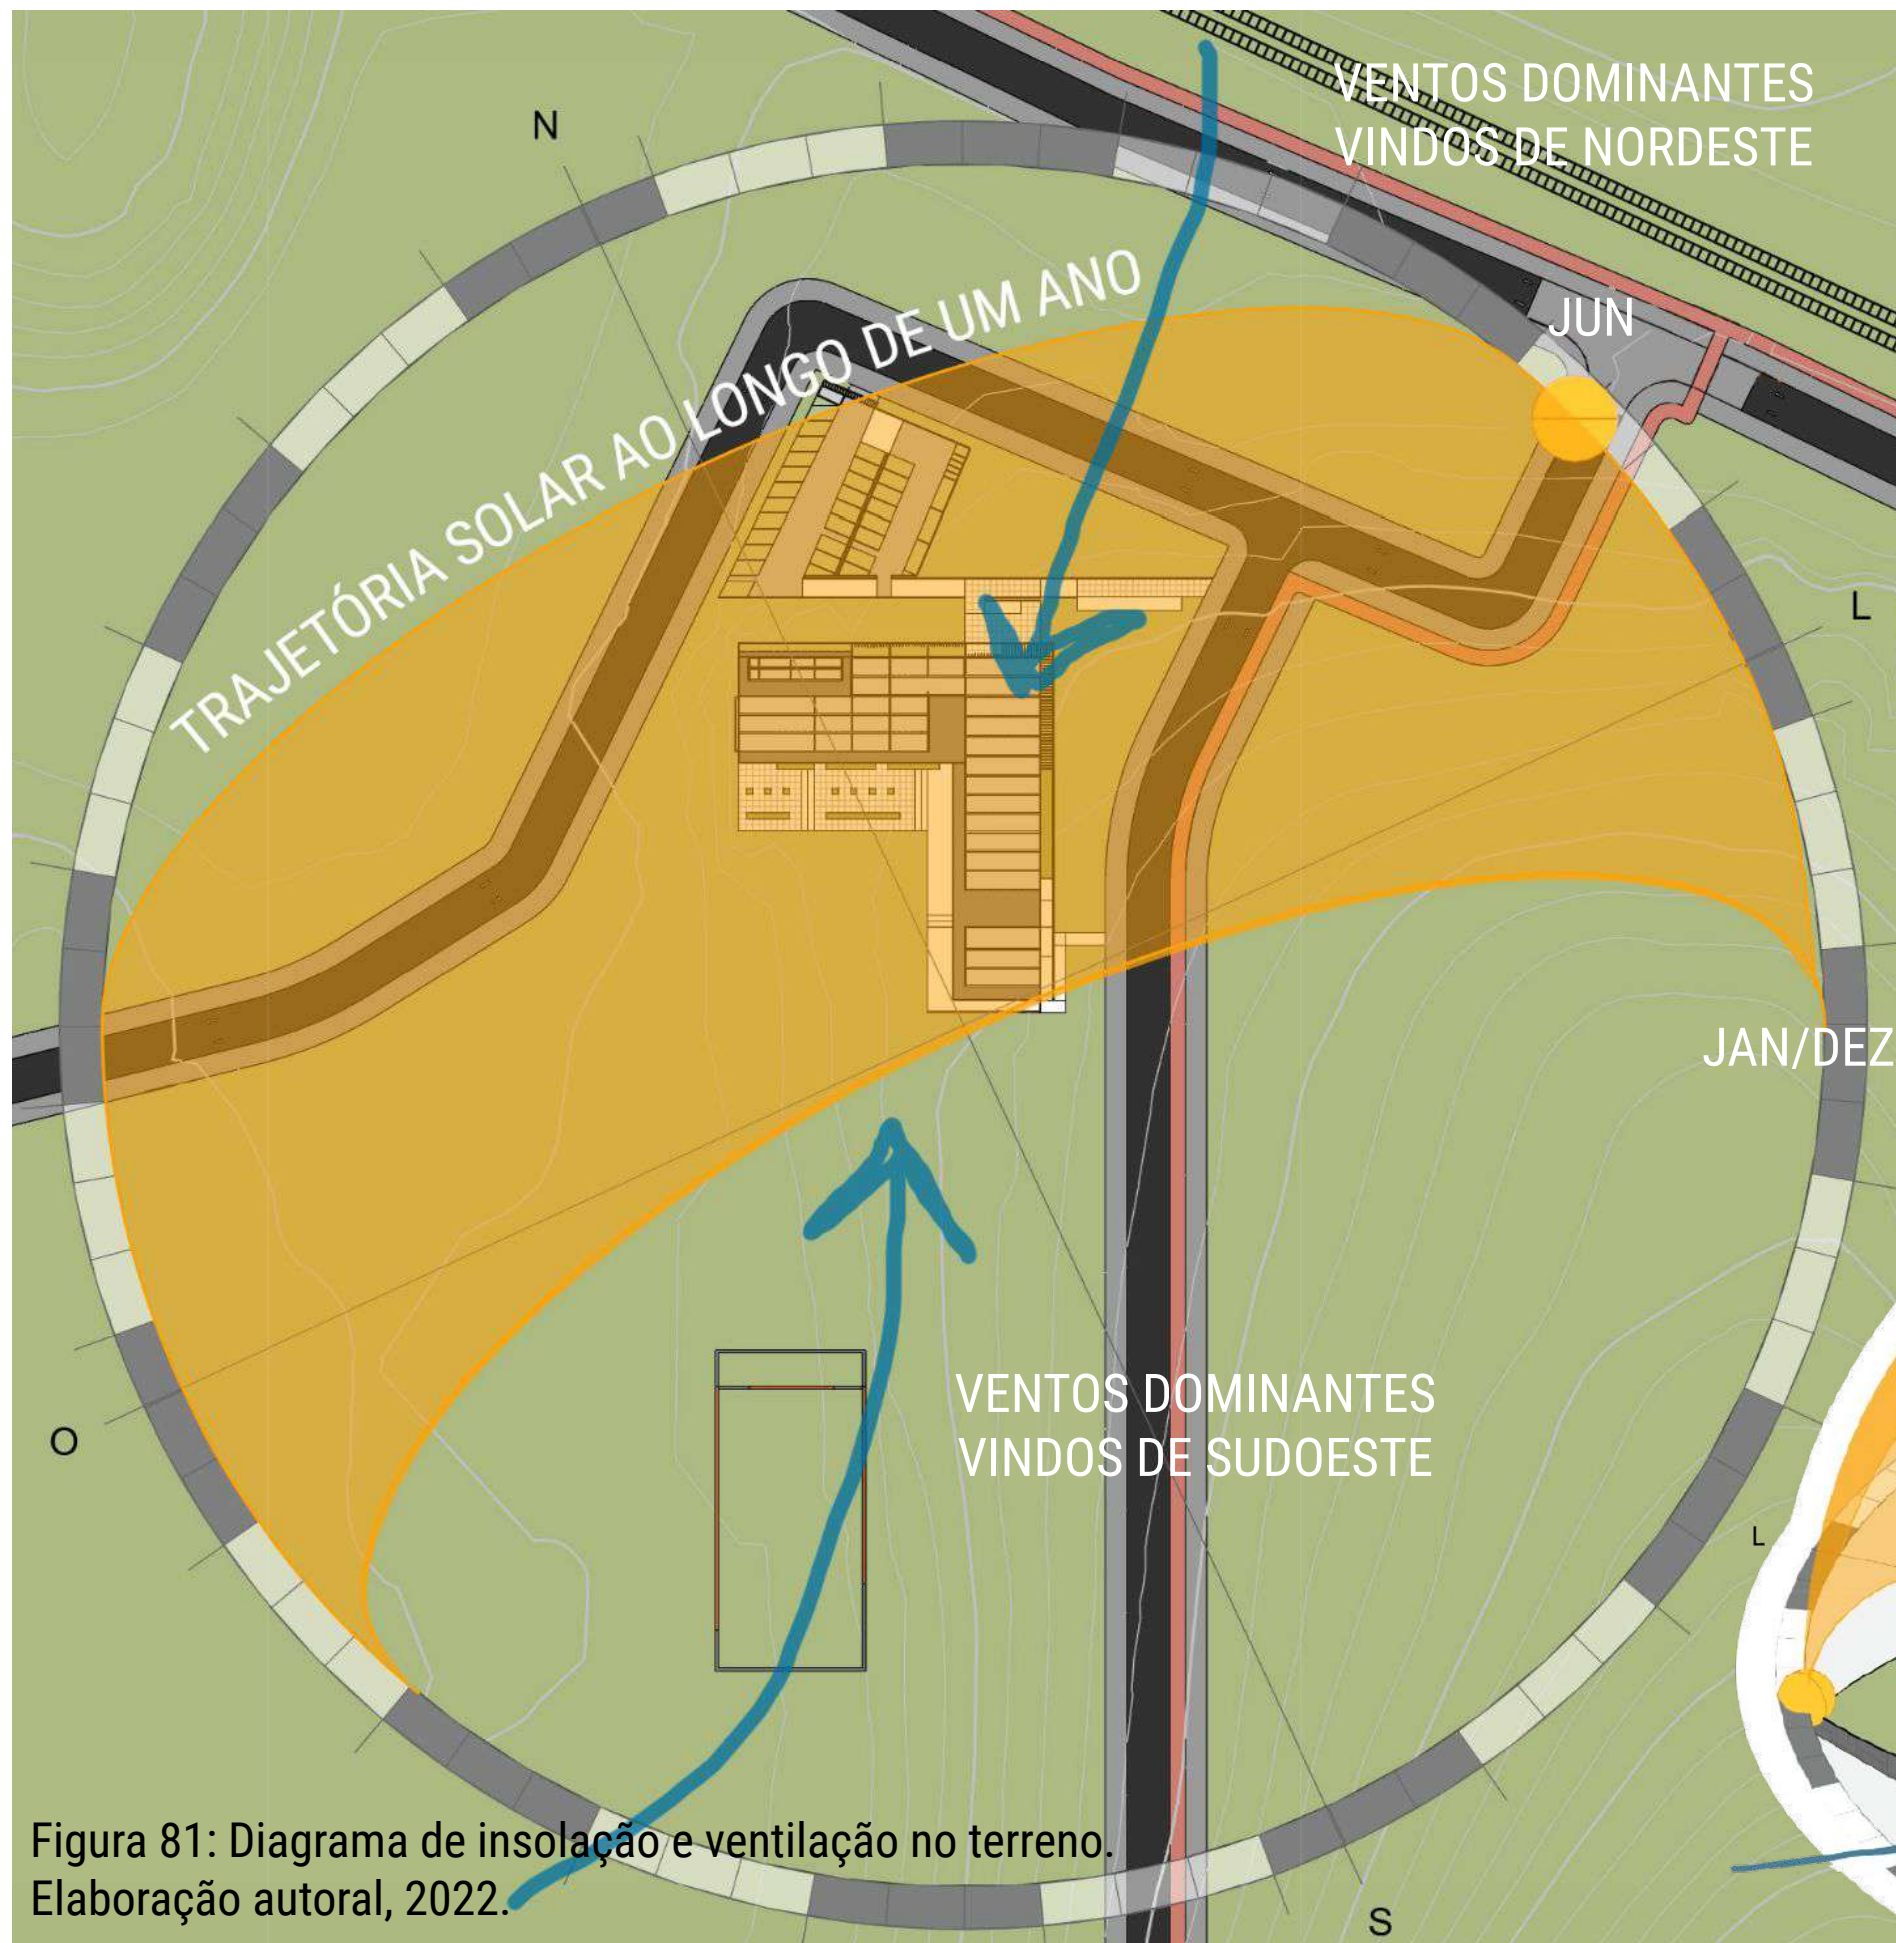 VENTOS DOMINANTES
VINDOS DE NORDESTE
N
TRAJETÓRIA SOLAR AO LONGO DE UM ANO
JUN
L
JAN/DEZ
VENTOS DOMINANTES
VINDOS DE SUDOESTE
O
L
Figura 81: Diagrama de insolação e ventilação no terreno.
Elaboração autoral, 2022.
S